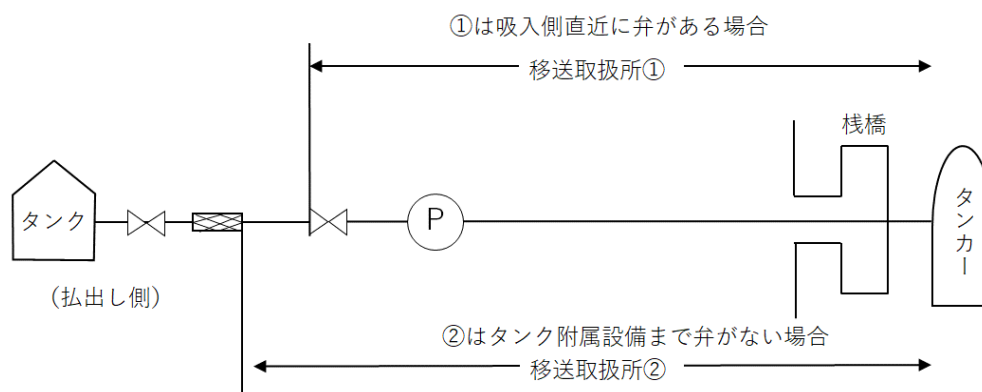 ①は吸入側直近に弁がある場合
移送取扱所①
桟橋
タンク
P
タンカー
(払出し側)
②はタンク附属設備まで弁がない場合
移送取扱所②